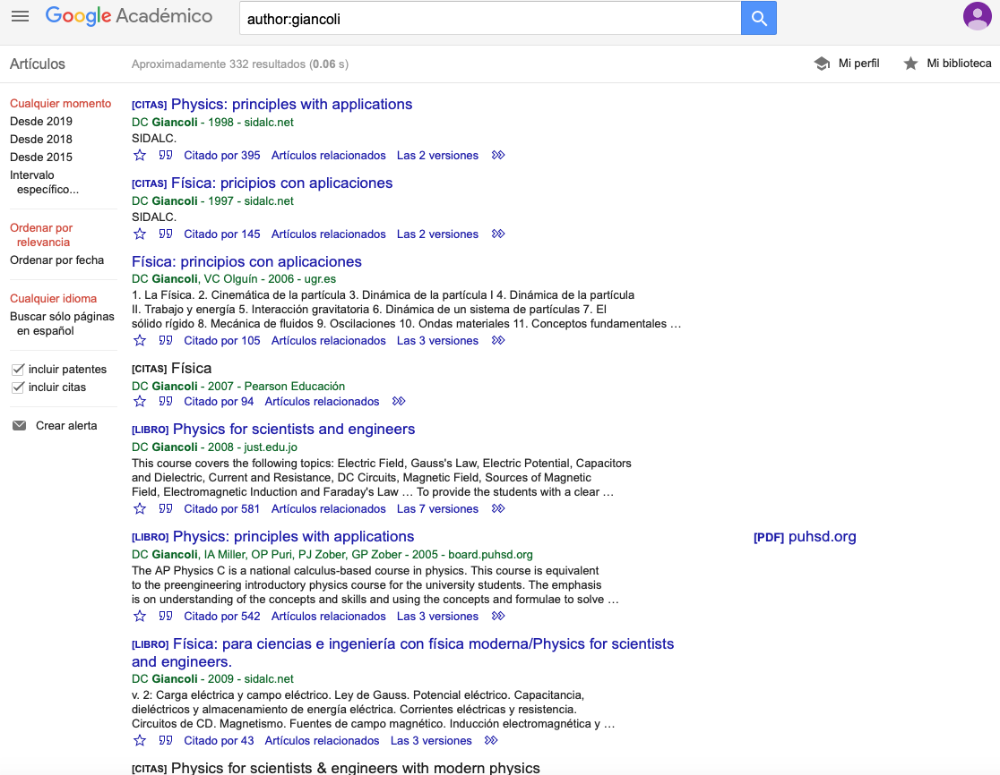 Google Académico
author:giancoli
Artículos
Aproximadamente 332 resultados (0.06 s)
Mi perfil
Mi biblioteca
Cualquier momento
Desde 2019
Desde 2018
Desde 2015
Intervalo
específico...
Ordenar por
relevancia
Ordenar por fecha
Cualquier idioma
Buscar sólo páginas
en español
incluir patentes
incluir citas
Crear alerta
[CITAS] Physics: principles with applications
DC Giancoli - 1998 - sidalc.net
SIDALC.
Citado por 395 Artículos relacionados Las 2 versiones
[CITAS] Física: pricipios con aplicaciones
DC Giancoli - 1997 - sidalc.net
SIDALC.
Citado por 145 Artículos relacionados Las 2 versiones
Física: principios con aplicaciones
DC Giancoli, VC Olguín - 2006 - ugr.es
1. La Física. 2. Cinemática de la partícula 3. Dinámica de la partícula I 4. Dinámica de la partícula
II. Trabajo y energía 5. Interacción gravitatoria 6. Dinámica de un sistema de partículas 7. El
sólido rígido 8. Mecánica de fluidos 9. Oscilaciones 10. Ondas materiales 11. Conceptos fundamentales …
Citado por 105 Artículos relacionados Las 3 versiones
[CITAS] Física
DC Giancoli - 2007 - Pearson Educación
Citado por 94 Artículos relacionados
[LIBRO] Physics for scientists and engineers
DC Giancoli - 2008 - just.edu.jo
This course covers the following topics: Electric Field, Gauss's Law, Electric Potential, Capacitors
and Dielectric, Current and Resistance, DC Circuits, Magnetic Field, Sources of Magnetic
Field, Electromagnetic Induction and Faraday's Law … To provide the students with a clear …
Citado por 581 Artículos relacionados Las 7 versiones
[LIBRO] Physics: principles with applications
[PDF] puhsd.org
DC Giancoli, IA Miller, OP Puri, PJ Zober, GP Zober - 2005 - board.puhsd.org
The AP Physics C is a national calculus-based course in physics. This course is equivalent
to the preengineering introductory physics course for the university students. The emphasis
is on understanding of the concepts and skills and using the concepts and formulae to solve …
Citado por 542 Artículos relacionados Las 3 versiones
[LIBRO] Física: para ciencias e ingeniería con física moderna/Physics for scientists
and engineers.
DC Giancoli - 2009 - sidalc.net
v. 2: Carga eléctrica y campo eléctrico. Ley de Gauss. Potencial eléctrico. Capacitancia,
dieléctricos y almacenamiento de energía eléctrica. Corrientes eléctricas y resistencia.
Circuitos de CD. Magnetismo. Fuentes de campo magnético. Inducción electromagnética y …
Citado por 43 Artículos relacionados Las 3 versiones
[CITAS] Physics for scientists & engineers with modern physics